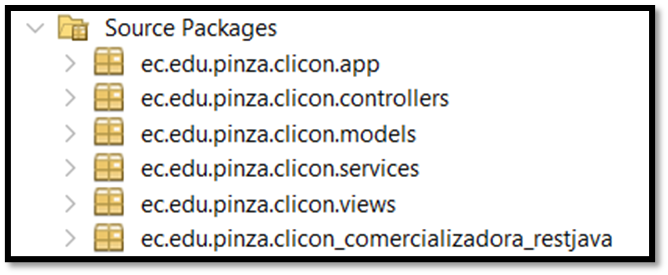 Source Packages
ec.edu.pinza.clicon.app
ec.edu.pinza.clicon.controllers
ec.edu.pinza.clicon.models
ec.edu.pinza.clicon.services
ec.edu.pinza.clicon.views
ec.edu.pinza.clicon_comercializadora_restjava